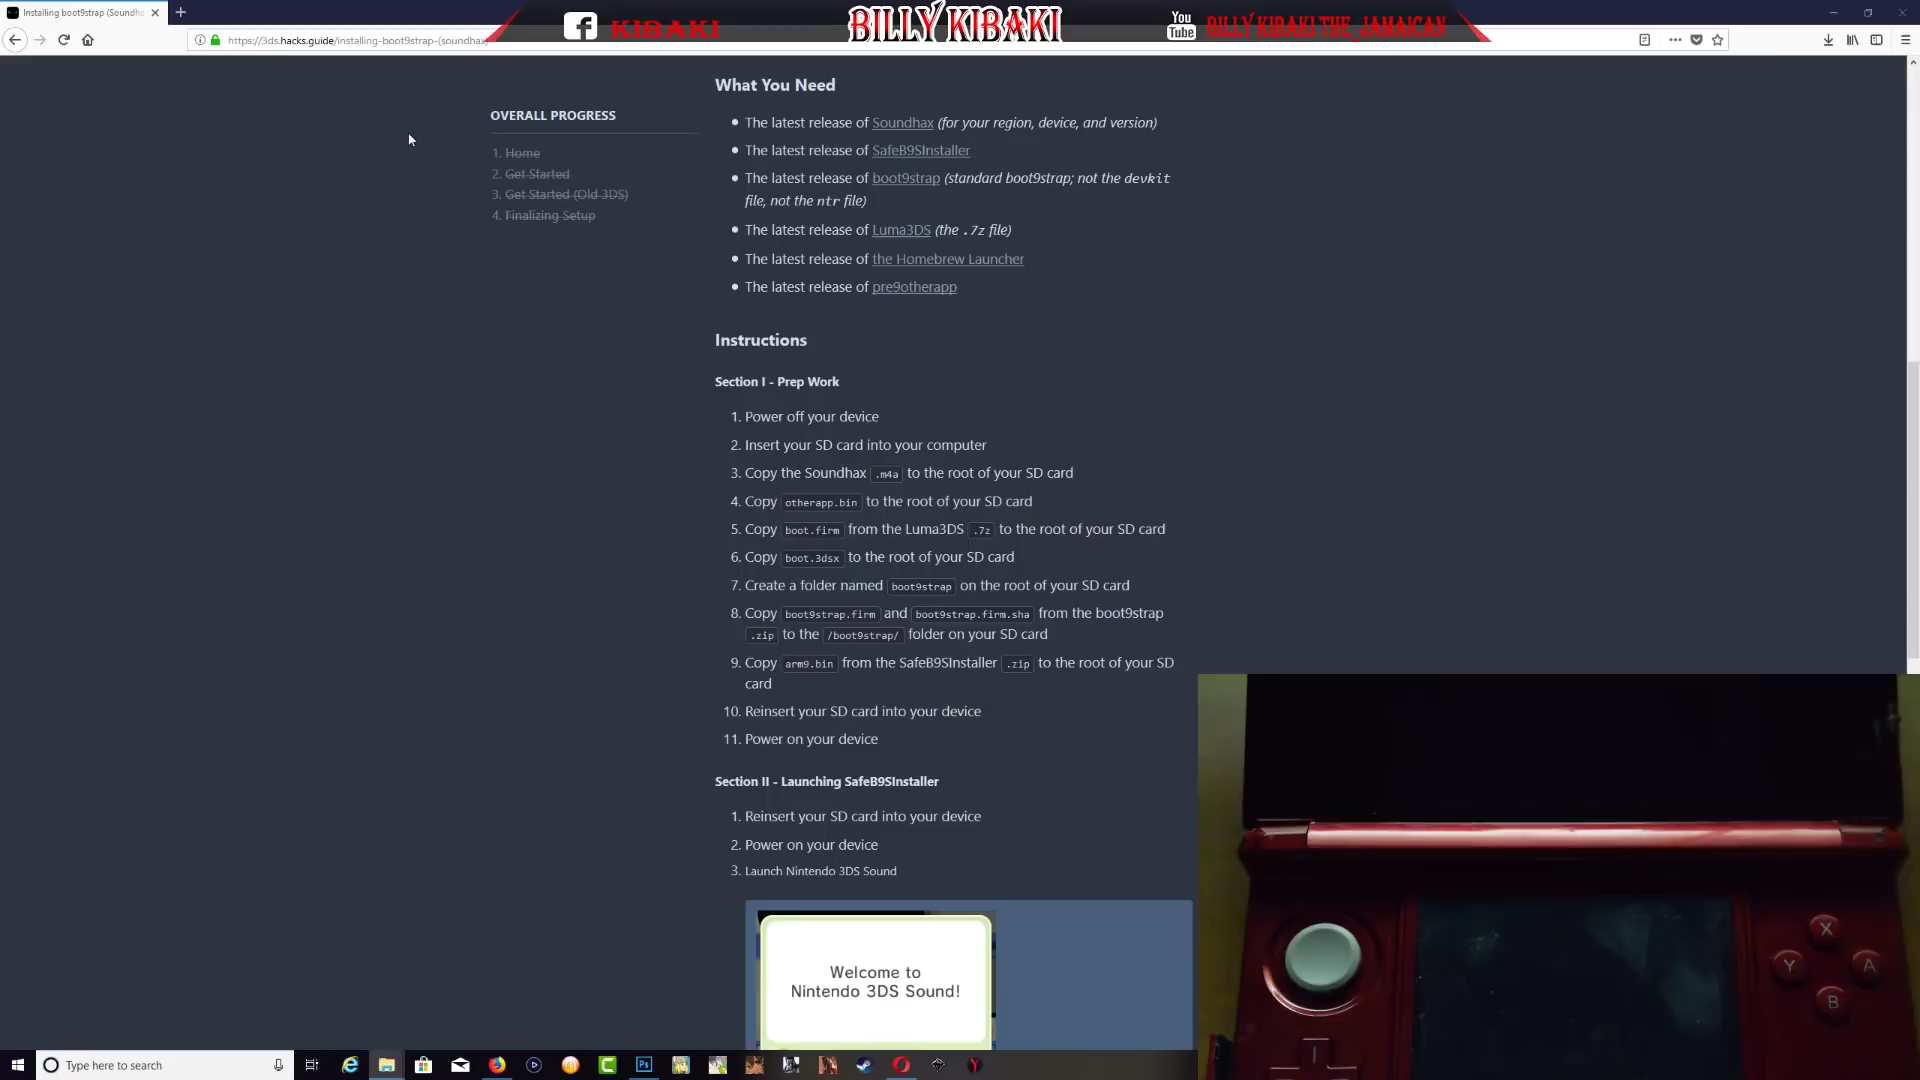 Installing boot9strap (Soundha
KIBAKI
BILLY KIBAKI
You
Tube
BILLY KIBAKI THE_JAMAICAN
https://3ds.hacks.guide/installing-boot9strap-(soundhax)
OVERALL PROGRESS
1. Home
2. Get Started
3. Get Started (Old 3DS)
4. Finalizing Setup
What You Need
The latest release of Soundhax (for your region, device, and version)
The latest release of SafeB9SInstaller
The latest release of boot9strap (standard boot9strap; not the devkit
file, not the ntr file)
The latest release of Luma3DS (the .7z file)
The latest release of the Homebrew Launcher
The latest release of pre9otherapp
Instructions
Section I - Prep Work
1. Power off your device
2. Insert your SD card into your computer
3. Copy the Soundhax .m4a to the root of your SD card
4. Copy otherapp.bin to the root of your SD card
5. Copy boot.firm from the Luma3DS .7z to the root of your SD card
6. Copy boot.3dsx to the root of your SD card
7. Create a folder named boot9strap on the root of your SD card
8. Copy boot9strap.firm and boot9strap.firm.sha from the boot9strap
.zip to the /boot9strap/ folder on your SD card
9. Copy arm9.bin from the SafeB9SInstaller .zip to the root of your SD
card
10. Reinsert your SD card into your device
11. Power on your device
Section II - Launching SafeB9SInstaller
1. Reinsert your SD card into your device
2. Power on your device
3. Launch Nintendo 3DS Sound
Welcome to
Nintendo 3DS Sound!
X
Y
A
B
Type here to search
Ps